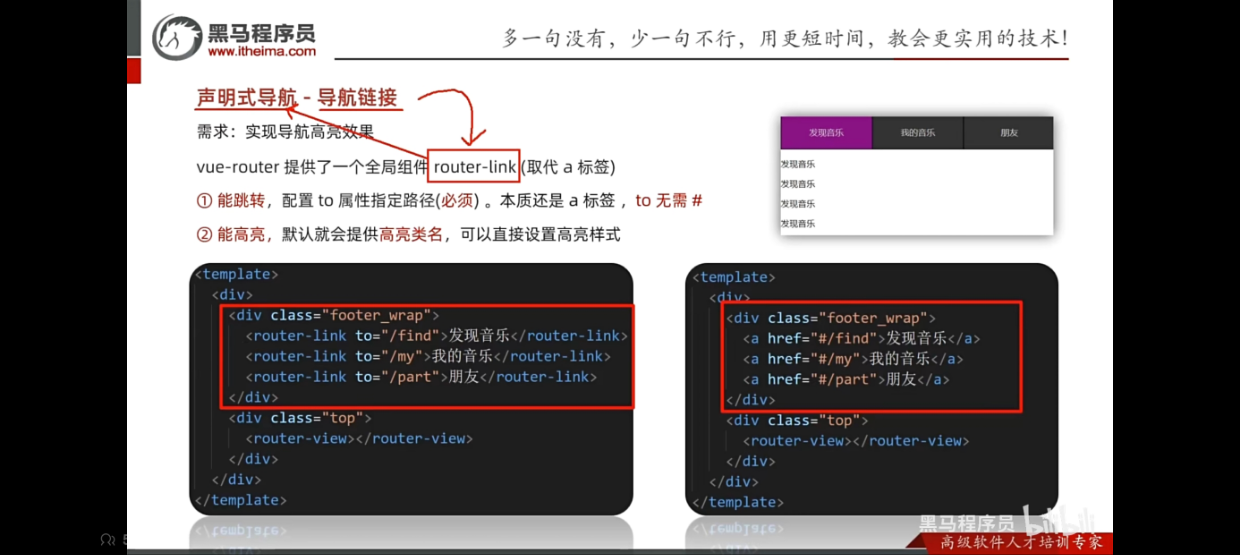 黑马程序员
www.itheima.com
多一句没有，少一句不行，用更短时间，教会更实用的技术！
声明式导航 - 导航链接
需求：实现导航高亮效果
vue-router 提供了一个全局组件 router-link (取代 a 标签)
① 能跳转，配置 to 属性指定路径(必须) 。本质还是 a 标签 ，to 无需 #
② 能高亮，默认就会提供高亮类名，可以直接设置高亮样式
发现音乐 我的音乐 朋友
发现音乐
发现音乐
发现音乐
发现音乐
<template>
<div>
<div class="footer_wrap">
<router-link to="/find">发现音乐</router-link>
<router-link to="/my">我的音乐</router-link>
<router-link to="/part">朋友</router-link>
</div>
<div class="top">
<router-view></router-view>
</div>
</div>
</template>
<template>
<div>
<div class="footer_wrap">
<a href="#/find">发现音乐</a>
<a href="#/my">我的音乐</a>
<a href="#/part">朋友</a>
</div>
<div class="top">
<router-view></router-view>
</div>
</div>
</template>
黑马程序员 bilibili
高级软件人才培训专家